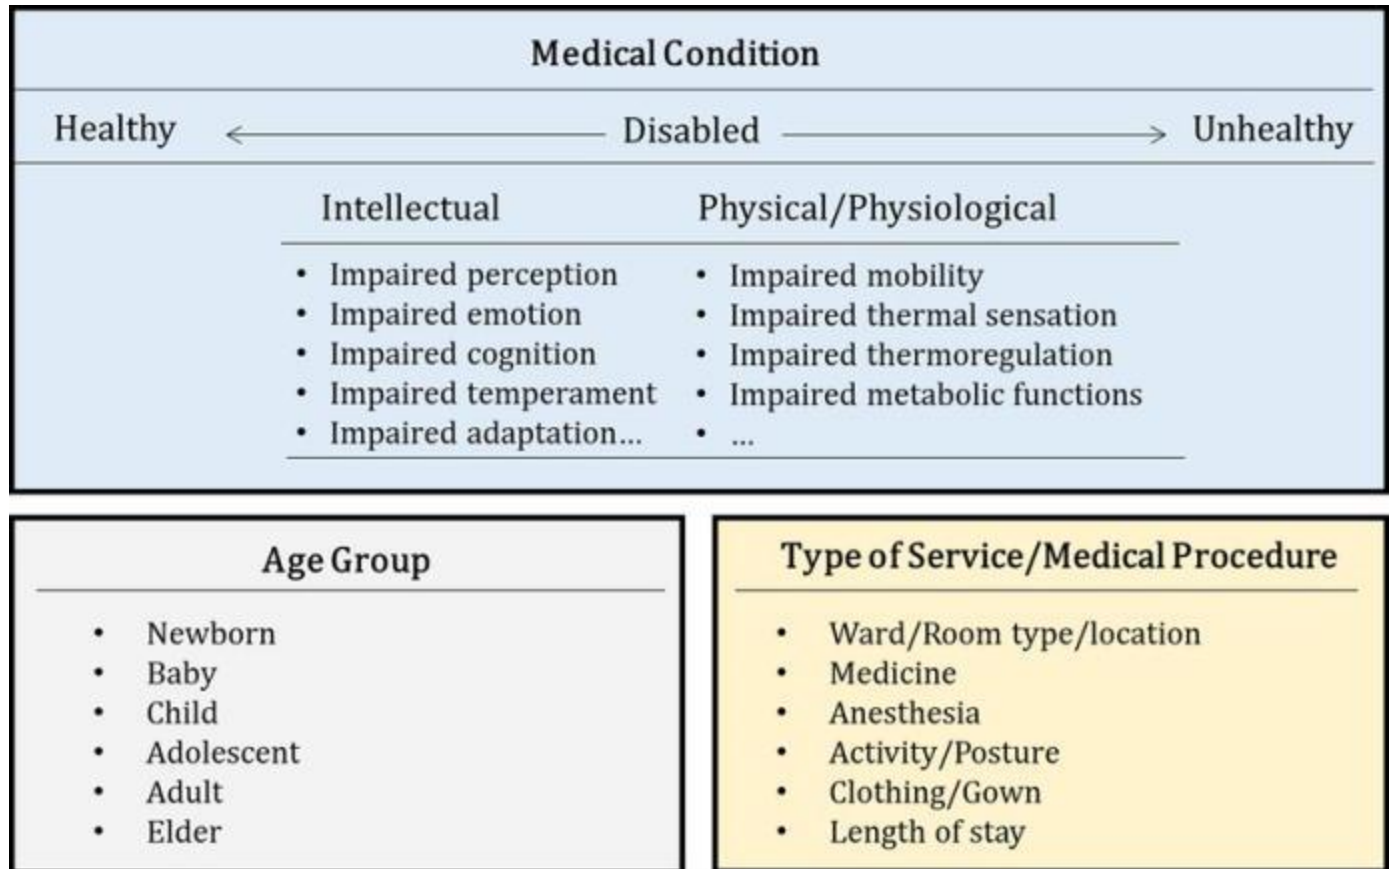 Medical Condition
Healthy Disabled Unhealthy
Intellectual
• Impaired perception
• Impaired emotion
• Impaired cognition
• Impaired temperament
• Impaired adaptation...
Physical/Physiological
• Impaired mobility
• Impaired thermal sensation
• Impaired thermoregulation
• Impaired metabolic functions
• ...
Age Group
• Newborn
• Baby
• Child
• Adolescent
• Adult
• Elder
Type of Service/Medical Procedure
• Ward/Room type/location
• Medicine
• Anesthesia
• Activity/Posture
• Clothing/Gown
• Length of stay